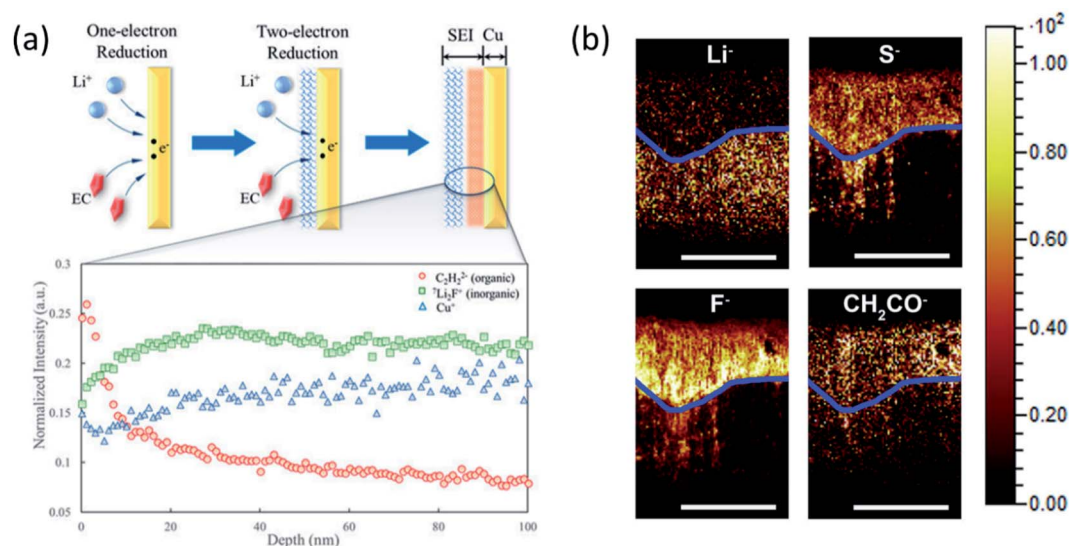 (a)
One-electron
Reduction
Two-electron
Reduction
SEI
Cu
Li⁺
e⁻
EC
Li⁺
e⁻
EC
0.3
0.25
0.2
0.15
0.1
0.05
Normalized Intensity (a.u.)
C₂H₂²⁻ (organic)
⁷Li₂F⁺ (inorganic)
Cu⁺
0
20
40
60
80
100
Depth (nm)
(b)
Li⁻
S⁻
F⁻
CH₂CO⁻
·10²
1.00
0.80
0.60
0.40
0.20
0.00